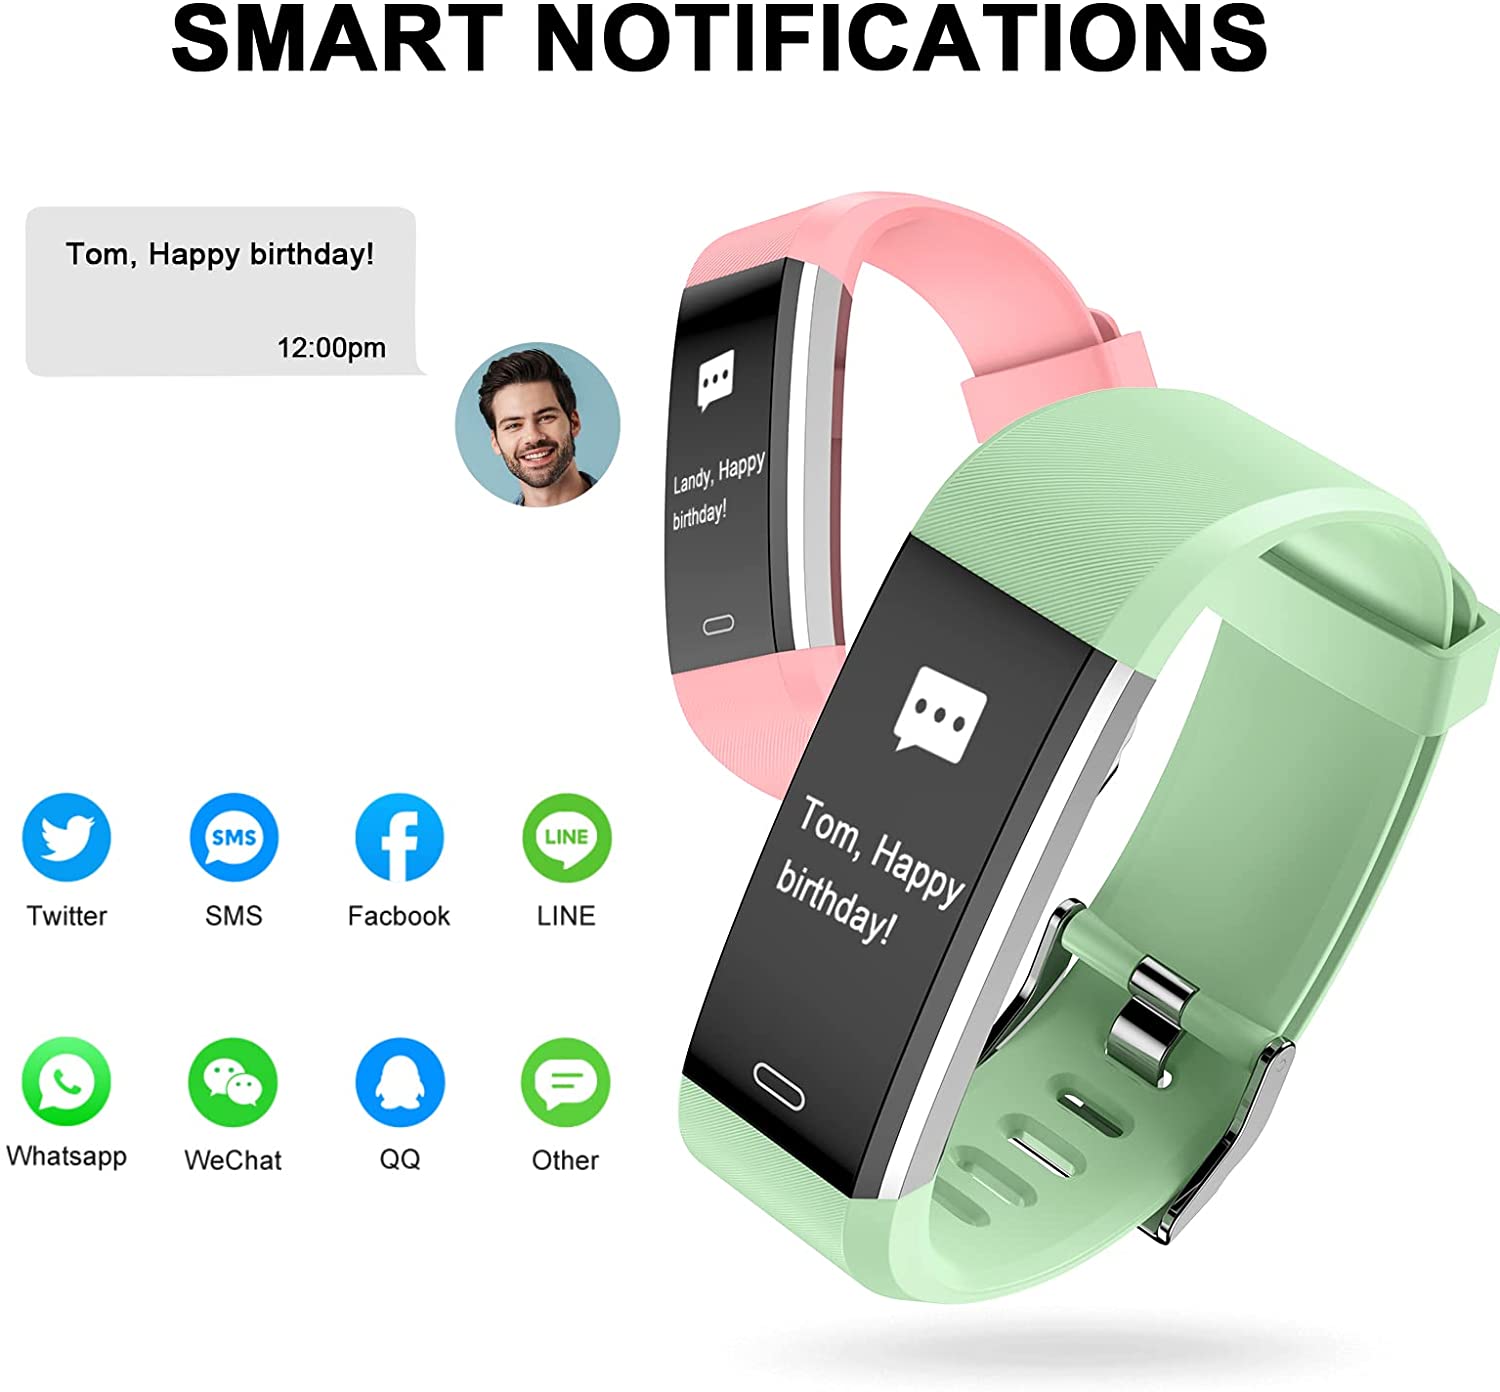 SMART NOTIFICATIONS
Tom, Happy birthday!
12:00pm
Landy, Happy
birthday!
Tom, Happy
birthday!
SMS
LINE
Twitter
SMS
Facbook
LINE
Whatsapp
WeChat
QQ
Other